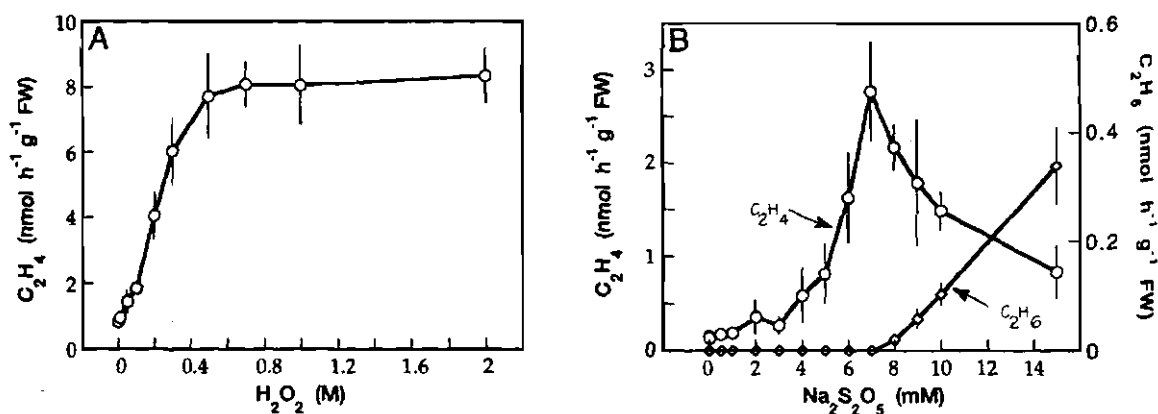 A
10
8
6
4
2
0
C₂H₄ (nmol h⁻¹ g⁻¹ FW)
0 0.4 0.8 1.2 1.6 2
H₂O₂ (M)
B
3
2
1
0
C₂H₄ (nmol h⁻¹ g⁻¹ FW)
0.6
0.4
0.2
0
C₂H₆ (nmol h⁻¹ g⁻¹ FW)
C₂H₄
C₂H₆
0 2 4 6 8 10 12 14
Na₂S₂O₅ (mM)